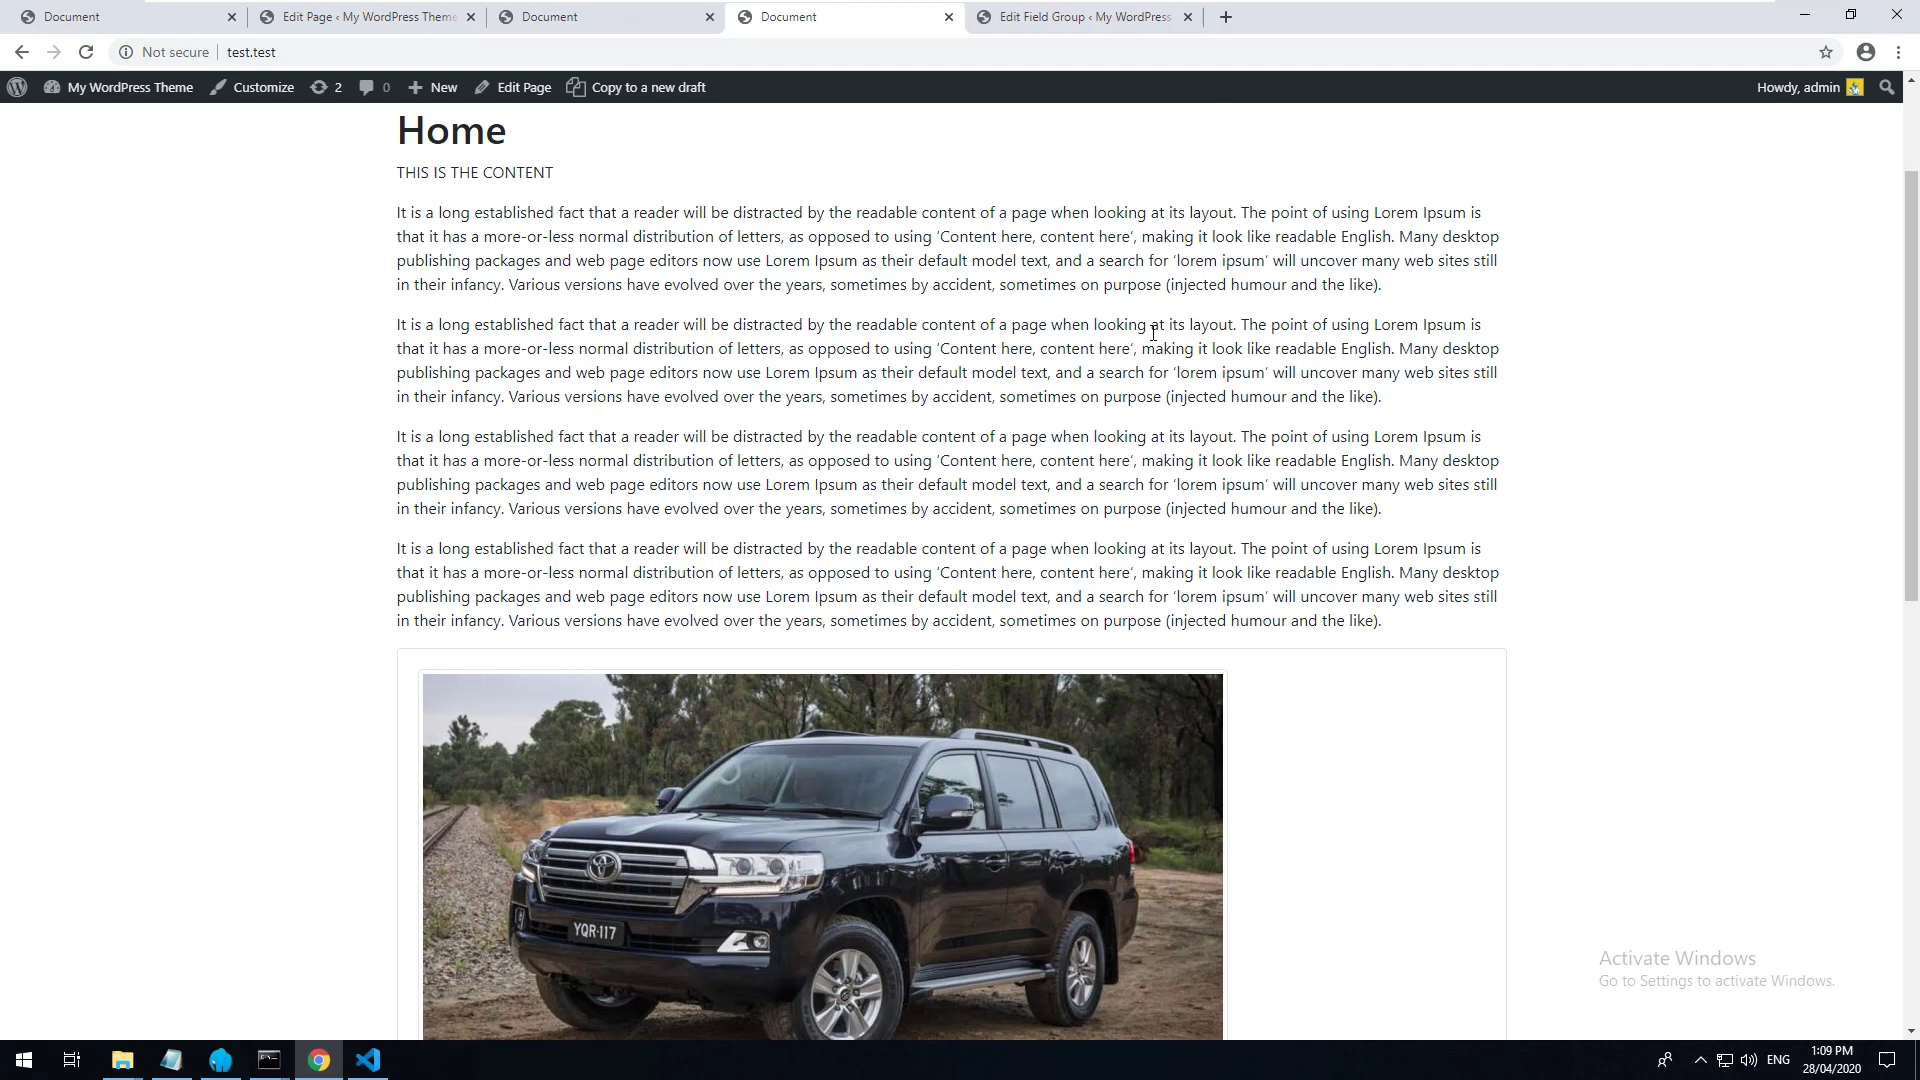 Document
Edit Page ‹ My WordPress Theme
Document
Document
Edit Field Group ‹ My WordPress
Not secure
test.test
My WordPress Theme
Customize
2
0
New
Edit Page
Copy to a new draft
Howdy, admin
Home
THIS IS THE CONTENT
It is a long established fact that a reader will be distracted by the readable content of a page when looking at its layout. The point of using Lorem Ipsum is
that it has a more-or-less normal distribution of letters, as opposed to using ‘Content here, content here’, making it look like readable English. Many desktop
publishing packages and web page editors now use Lorem Ipsum as their default model text, and a search for ‘lorem ipsum’ will uncover many web sites still
in their infancy. Various versions have evolved over the years, sometimes by accident, sometimes on purpose (injected humour and the like).
It is a long established fact that a reader will be distracted by the readable content of a page when looking at its layout. The point of using Lorem Ipsum is
that it has a more-or-less normal distribution of letters, as opposed to using ‘Content here, content here’, making it look like readable English. Many desktop
publishing packages and web page editors now use Lorem Ipsum as their default model text, and a search for ‘lorem ipsum’ will uncover many web sites still
in their infancy. Various versions have evolved over the years, sometimes by accident, sometimes on purpose (injected humour and the like).
It is a long established fact that a reader will be distracted by the readable content of a page when looking at its layout. The point of using Lorem Ipsum is
that it has a more-or-less normal distribution of letters, as opposed to using ‘Content here, content here’, making it look like readable English. Many desktop
publishing packages and web page editors now use Lorem Ipsum as their default model text, and a search for ‘lorem ipsum’ will uncover many web sites still
in their infancy. Various versions have evolved over the years, sometimes by accident, sometimes on purpose (injected humour and the like).
It is a long established fact that a reader will be distracted by the readable content of a page when looking at its layout. The point of using Lorem Ipsum is
that it has a more-or-less normal distribution of letters, as opposed to using ‘Content here, content here’, making it look like readable English. Many desktop
publishing packages and web page editors now use Lorem Ipsum as their default model text, and a search for ‘lorem ipsum’ will uncover many web sites still
in their infancy. Various versions have evolved over the years, sometimes by accident, sometimes on purpose (injected humour and the like).
YQR·117
Activate Windows
Go to Settings to activate Windows.
ENG
1:09 PM
28/04/2020